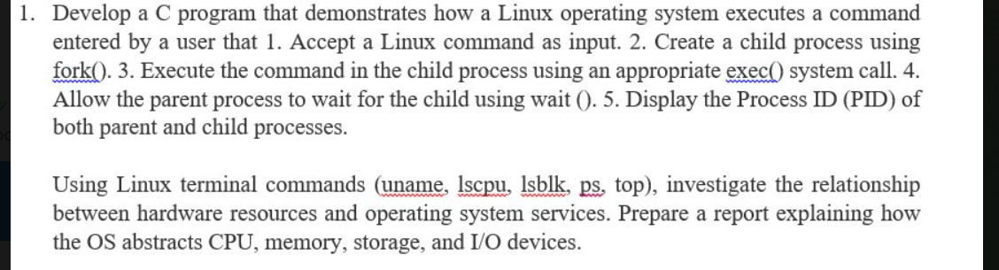 1. Develop a C program that demonstrates how a Linux operating system executes a command
entered by a user that 1. Accept a Linux command as input. 2. Create a child process using
fork(). 3. Execute the command in the child process using an appropriate exec() system call. 4.
Allow the parent process to wait for the child using wait (). 5. Display the Process ID (PID) of
both parent and child processes.
Using Linux terminal commands (uname, lscpu, lsblk, ps, top), investigate the relationship
between hardware resources and operating system services. Prepare a report explaining how
the OS abstracts CPU, memory, storage, and I/O devices.